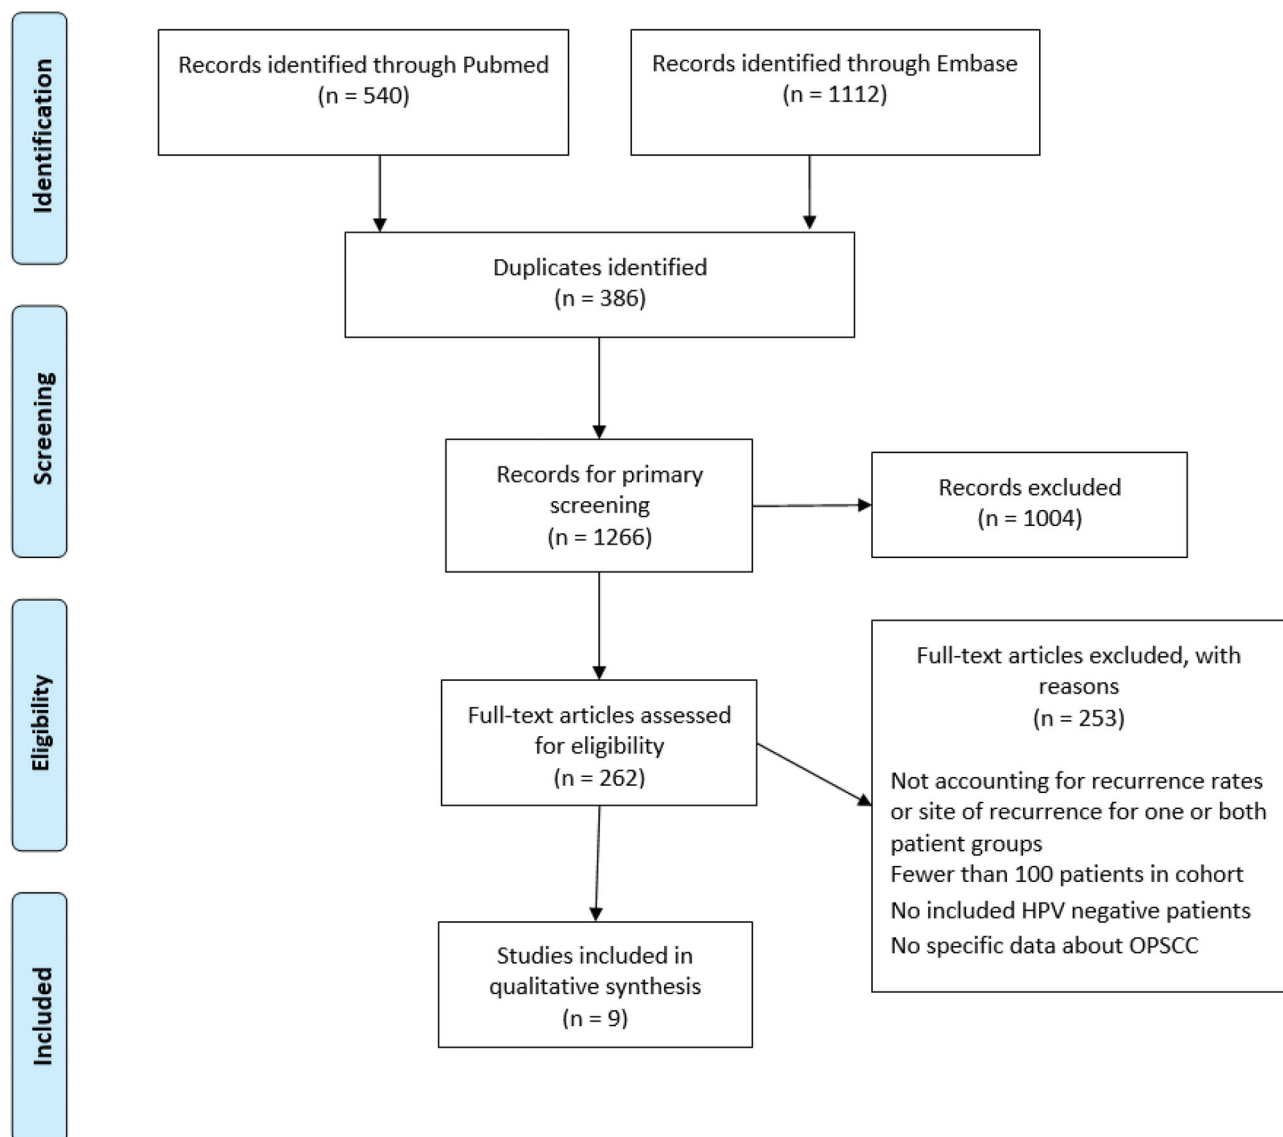 Identification
Records identified through Pubmed
(n = 540)
Records identified through Embase
(n = 1112)
Duplicates identified
(n = 386)
Screening
Records for primary
screening
(n = 1266)
Records excluded
(n = 1004)
Eligibility
Full-text articles assessed
for eligibility
(n = 262)
Full-text articles excluded, with
reasons
(n = 253)
Not accounting for recurrence rates
or site of recurrence for one or both
patient groups
Fewer than 100 patients in cohort
No included HPV negative patients
No specific data about OPSCC
Included
Studies included in
qualitative synthesis
(n = 9)